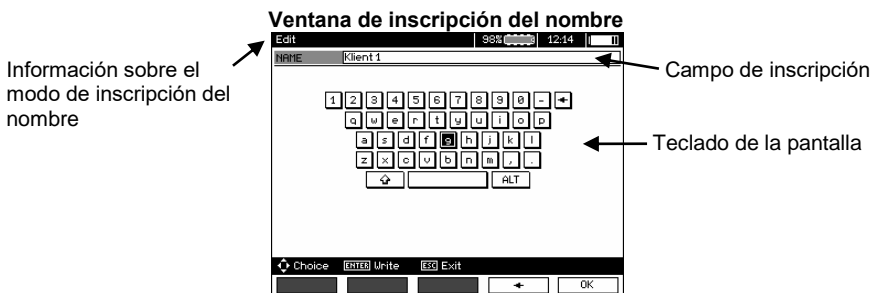 Ventana de inscripción del nombre
Edit 98% 12:14
NAME Klient 1
Información sobre el
modo de inscripción del
nombre
Campo de inscripción
1 2 3 4 5 6 7 8 9 0 - ←
q w e r t y u i o p
a s d f g h j k l
z x c v b n m , .
ALT
Teclado de la pantalla
Choice ENTER Write ESC Exit
← OK